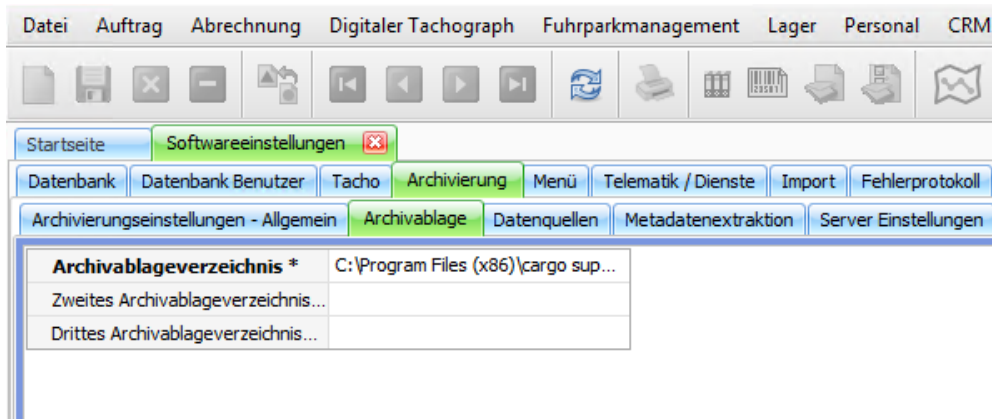 Datei Auftrag Abrechnung Digitaler Tachograph Fuhrparkmanagement Lager Personal CRM
Startseite Softwareeinstellungen
Datenbank Datenbank Benutzer Tacho Archivierung Menü Telematik / Dienste Import Fehlerprotokoll
Archivierungseinstellungen - Allgemein Archivablage Datenquellen Metadatenextraktion Server Einstellungen
Archivablageverzeichnis * C:\Program Files (x86)\cargo sup...
Zweites Archivablageverzeichnis...
Drittes Archivablageverzeichnis...